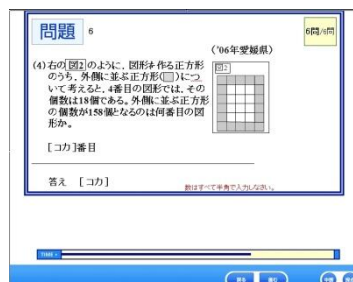 問題 6
6問/6問
('06年愛媛県)
(4)右の図2のように、図形を作る正方形
のうち、外側に並ぶ正方形(□)につ
いて考えると、4番目の図形では、その
個数は18個である。外側に並ぶ正方形
の個数が158個となるのは何番目の図
形か。
図2
[コカ]番目
答え [コカ]
数はすべて半角で入力しなさい。
TIME
戻る 進む